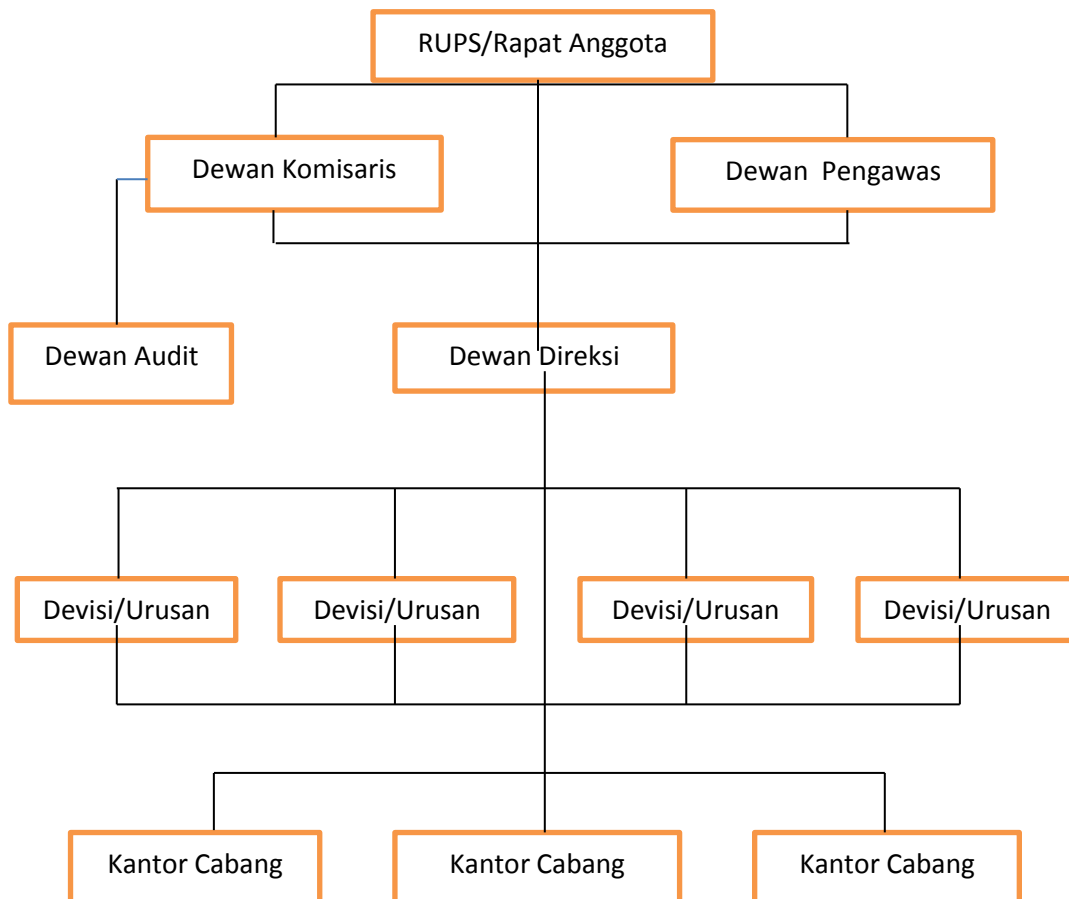 RUPS/Rapat Anggota
Dewan Komisaris
Dewan Pengawas
Dewan Audit
Dewan Direksi
Devisi/Urusan
Devisi/Urusan
Devisi/Urusan
Devisi/Urusan
Kantor Cabang
Kantor Cabang
Kantor Cabang